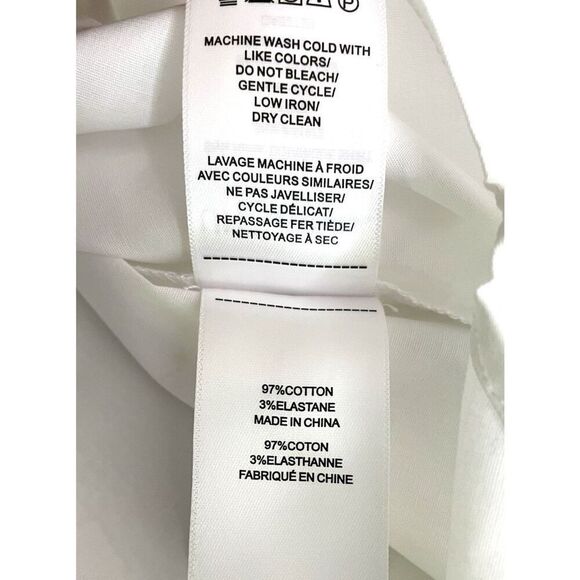 MACHINE WASH COLD WITH
LIKE COLORS/
DO NOT BLEACH/
GENTLE CYCLE/
LOW IRON/
DRY CLEAN
LAVAGE MACHINE À FROID
AVEC COULEURS SIMILAIRES/
NE PAS JAVELLISER/
CYCLE DÉLICAT/
REPASSAGE FER TIÈDE/
NETTOYAGE À SEC
97%COTTON
3%ELASTANE
MADE IN CHINA
97%COTON
3%ELASTHANNE
FABRIQUÉ EN CHINE